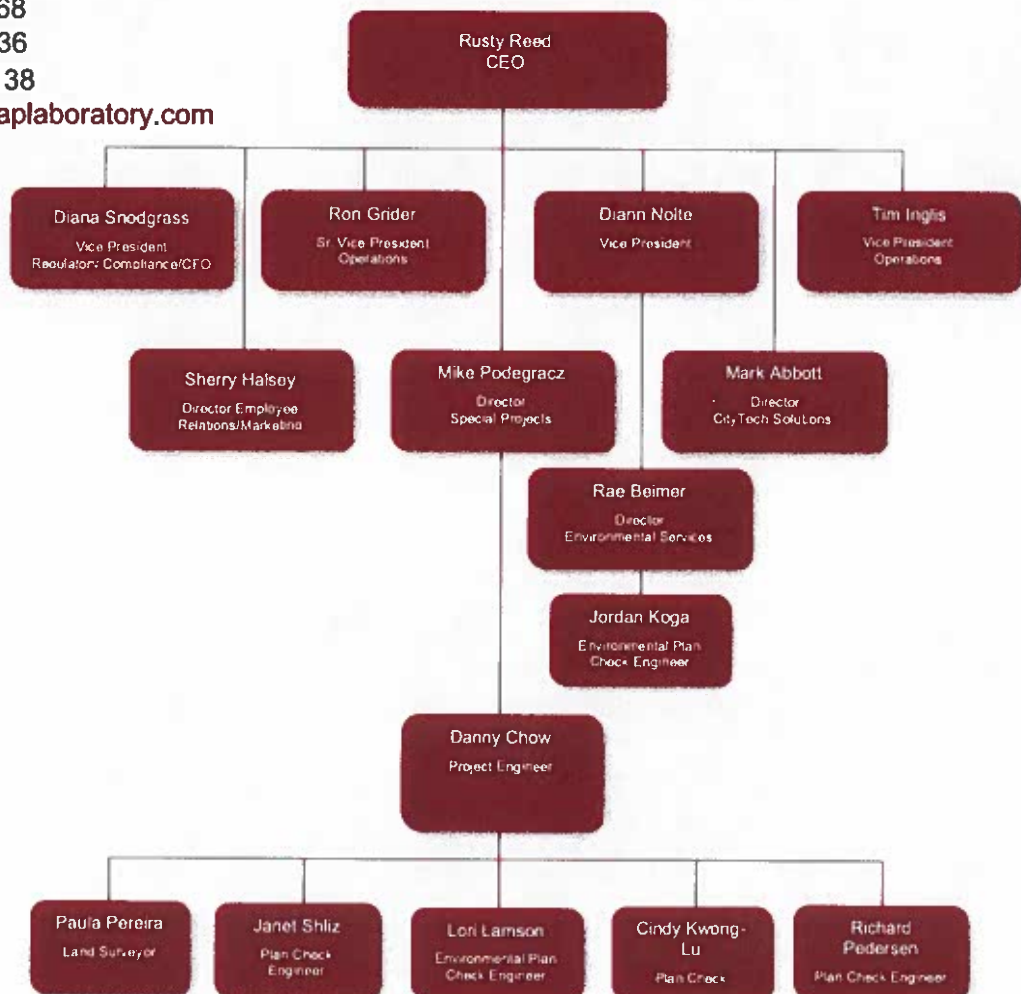 68
36
38
aplaboratory.com
Rusty Reed
CEO
Diana Snodgrass
Vice President
Regulatory Compliance/CFO
Ron Grider
Sr. Vice President
Operations
Diann Nolte
Vice President
Tim Inglis
Vice President
Operations
Sherry Halsey
Director Employee
Relations/Marketing
Mike Podegracz
Director
Special Projects
Mark Abbott
Director
CityTech Solutions
Rae Beimer
Director
Environmental Services
Jordan Koga
Environmental Plan
Check Engineer
Danny Chow
Project Engineer
Paula Pereira
Land Surveyor
Janet Shliz
Plan Check
Engineer
Lori Lamson
Environmental Plan
Check Engineer
Cindy Kwong-
Lu
Plan Check
Richard
Pedersen
Plan Check Engineer